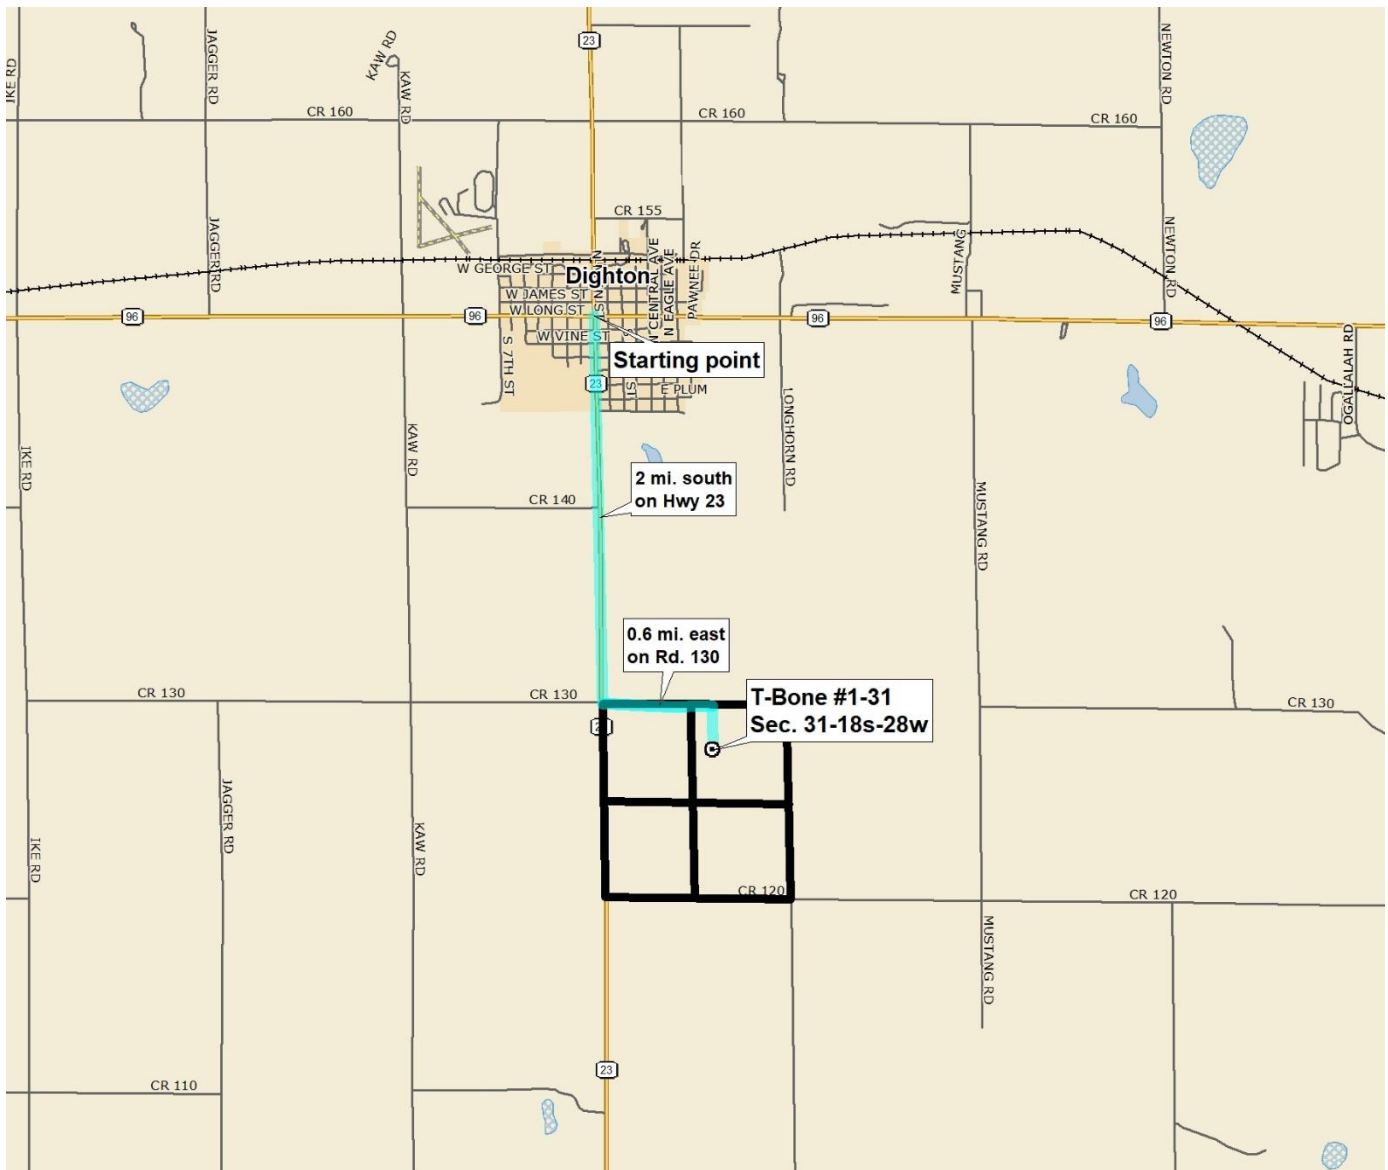 23
JAGGER RD
KAW RD
KAW RD
IKE RD
NEWTON RD
CR 160
CR 160
CR 160
CR 155
JAGGER RD
MUSTANG
NEWTON RD
N CENTRAL AVE
N EAGLE AVE
PAWNEE DR
W GEORGE ST
Dighton
W JAMES ST
W LONG ST
96
96
96
96
W VINE ST
Starting point
S 7TH ST
23
ST
E PLUM
LONGHORN RD
OGALLALAH RD
IKE RD
KAW RD
2 mi. south
on Hwy 23
CR 140
MUSTANG RD
0.6 mi. east
on Rd. 130
CR 130
CR 130
CR 130
T-Bone #1-31
Sec. 31-18s-28w
JAGGER RD
KAW RD
IKE RD
CR 120
CR 120
MUSTANG RD
23
CR 110